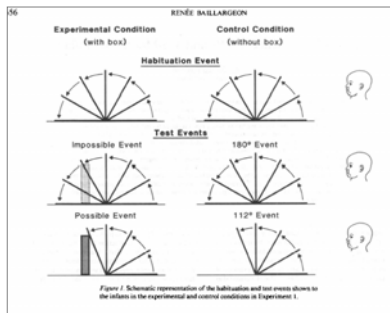 56 RENÉE BAILLARGEON
Experimental Condition Control Condition
(with box) (without box)
Habituation Event
Test Events
Impossible Event 180° Event
Possible Event 112° Event
Figure 1. Schematic representation of the habituation and test events shown to
the infants in the experimental and control conditions in Experiment 1.